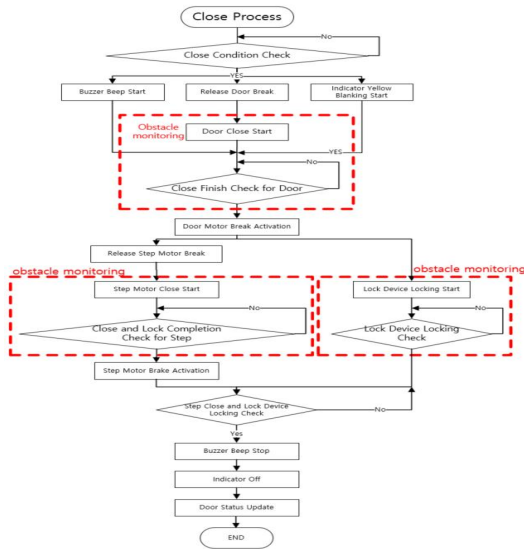 Close Process
No
Close Condition Check
YES
Buzzer Beep Start
Release Door Break
Indicator Yellow
Blanking Start
Obstacle
monitoring
Door Close Start
YES
No
Close Finish Check for Door
Door Motor Break Activation
Release Step Motor Break
obstacle monitoring
obstacle monitoring
Step Motor Close Start
Lock Device Locking Start
No
No
Close and Lock Completion
Check for Step
Lock Device Locking
Check
Step Motor Brake Activation
Step Close and Lock Device
Locking Check
No
Yes
Buzzer Beep Stop
Indicator Off
Door Status Update
END